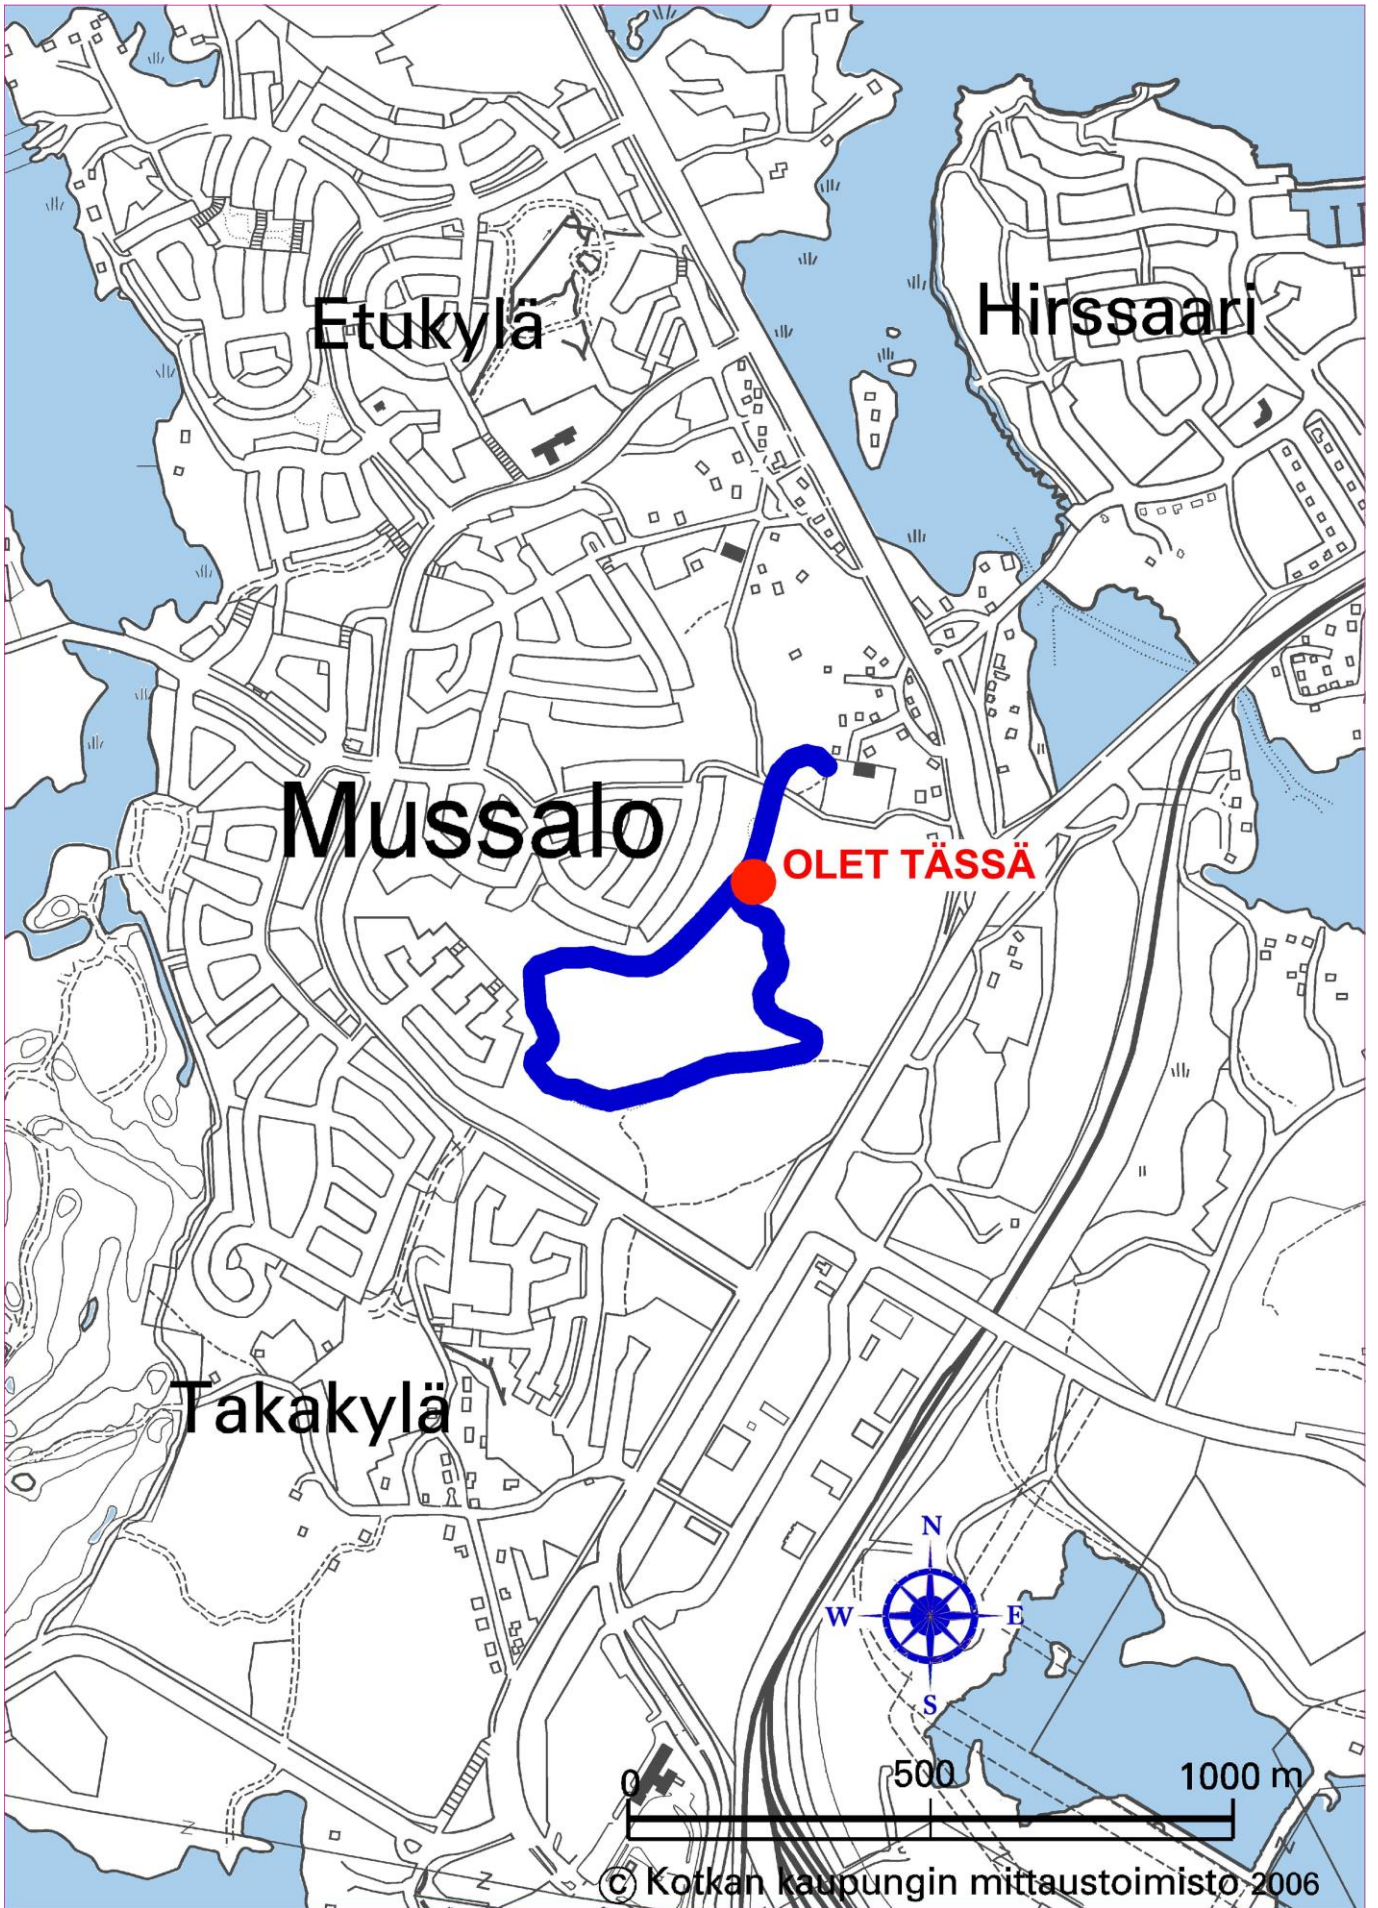 Etukylä
Hirssaari
Mussalo
OLET TÄSSÄ
Takakylä
N
W E
S
0 500 1000 m
© Kotkan kaupungin mittaustoimisto 2006